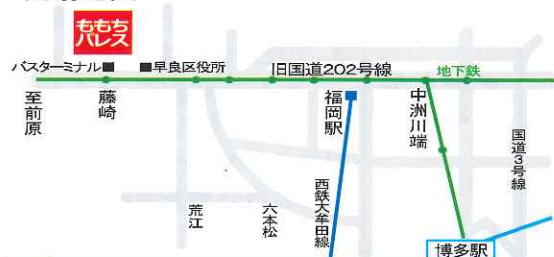 ももち
パレス
バスターミナル■
■早良区役所
旧国道202号線
地下鉄
至前原
藤崎
福岡駅
中洲川端
国道3号線
荒江
六本松
西鉄大牟田線
博多駅